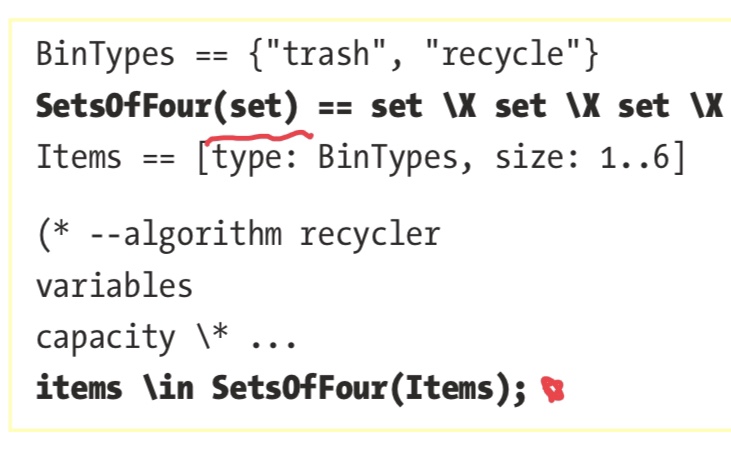 BinTypes == {"trash", "recycle"}
SetsOfFour(set) == set \X set \X set \X
Items == [type: BinTypes, size: 1..6]
(* --algorithm recycler
variables
capacity \* ...
items \in SetsOfFour(Items);